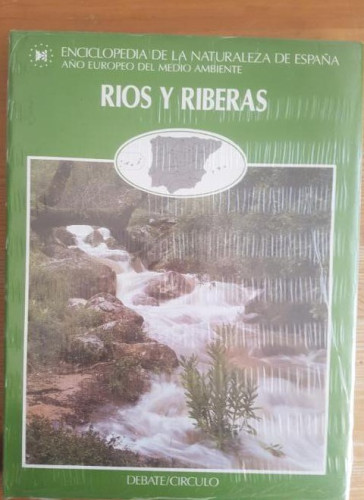 ENCICLOPEDIA DE LA NATURALEZA DE ESPAÑA
AÑO EUROPEO DEL MEDIO AMBIENTE
RIOS Y RIBERAS
DEBATE/CIRCULO